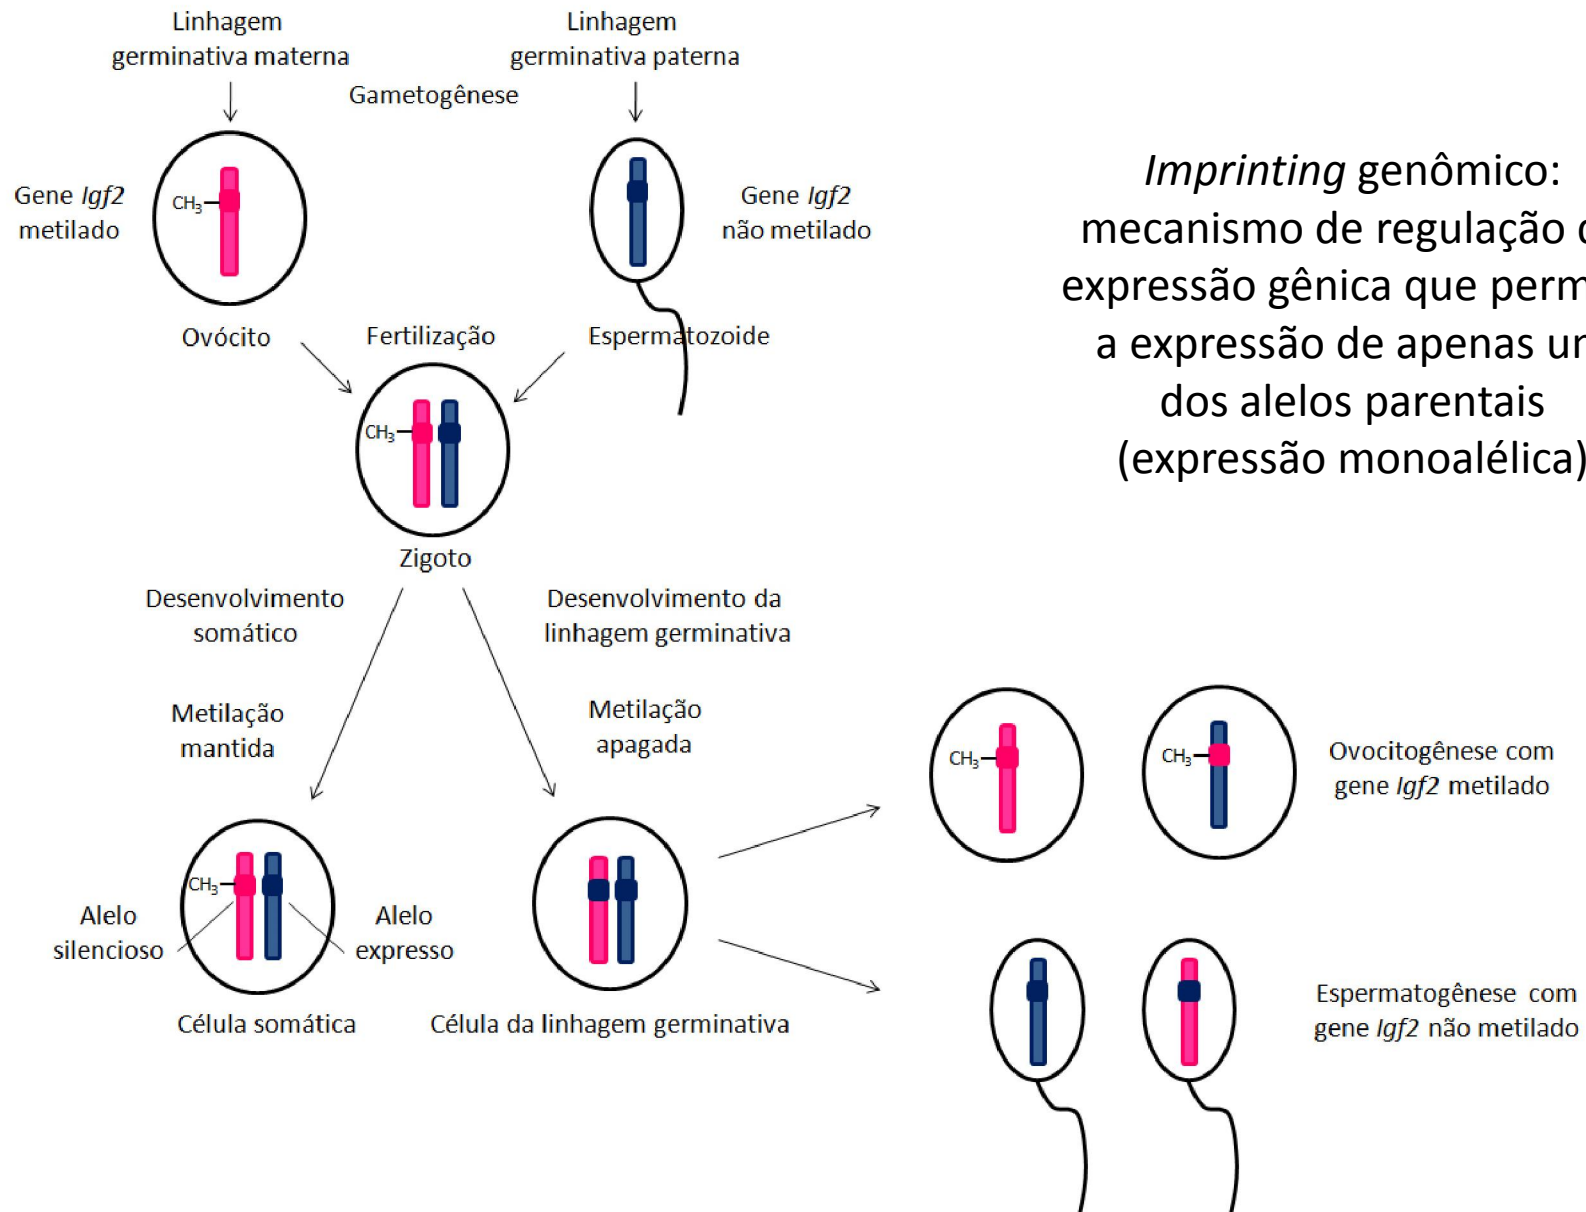 Linhagem
germinativa materna
Linhagem
germinativa paterna
Gametogênese
Gene Igf2
metilado
CH₃
Gene Igf2
não metilado
Ovócito
Fertilização
Espermatozoide
CH₃
Zigoto
Imprinting genômico:
mecanismo de regulação
expressão gênica que
a expressão de apenas
dos alelos parentais
(expressão monoalélica)
Desenvolvimento
somático
Desenvolvimento da
linhagem germinativa
Metilação
mantida
Metilação
apagada
CH₃
CH₃
Ovocitogênese com
gene Igf2 metilado
CH₃
Alelo
silencioso
Alelo
expresso
Célula somática
Célula da linhagem germinativa
Espermatogênese com
gene Igf2 não metilado